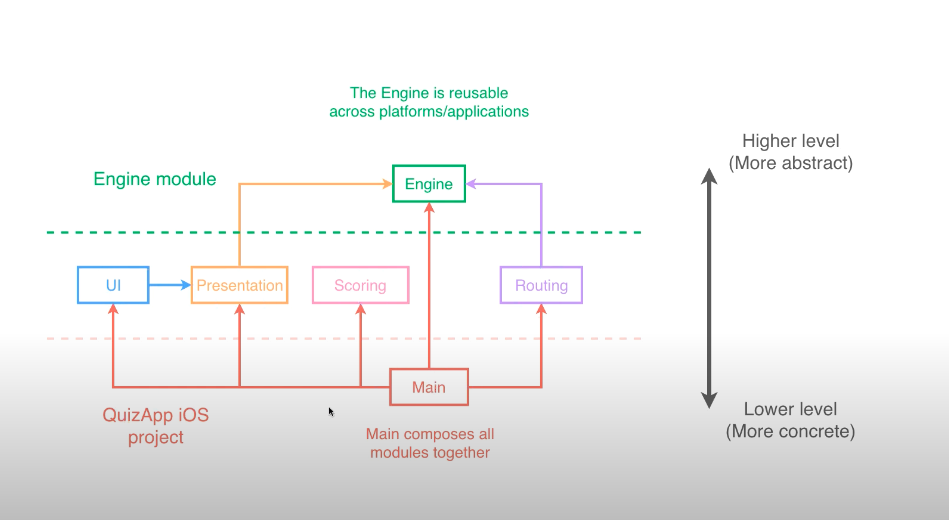 The Engine is reusable
across platforms/applications
Higher level
(More abstract)
Engine module
Engine
UI
Presentation
Scoring
Routing
Main
QuizApp iOS
project
Main composes all
modules together
Lower level
(More concrete)